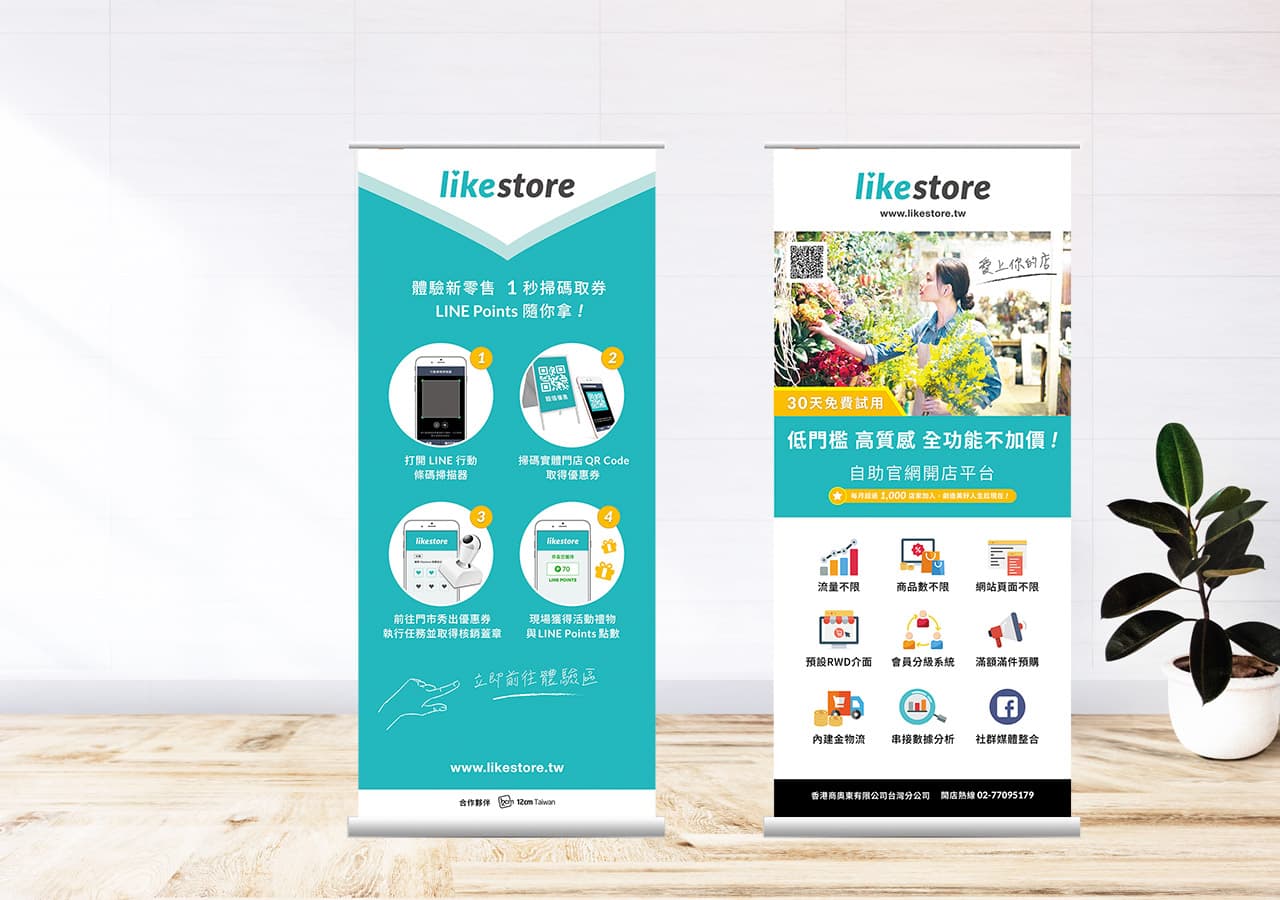 likestore
體驗新零售 1 秒掃碼取券
LINE Points 隨你拿！
1
打開 LINE 行動
條碼掃描器
2
掃碼實體門店 QR Code
取得優惠券
3
likestore
前往門市秀出優惠券
執行任務並取得核銷蓋章
4
likestore
70
LINE POINTS
現場獲得活動禮物
與 LINE Points 點數
立即前往體驗區
www.likestore.tw
合作夥伴 12cm Taiwan
likestore
www.likestore.tw
愛上你的店
30天免費試用
低門檻 高質感 全功能不加價！
自助官網開店平台
每月超過 1,000 店家加入，創造美好人生趁現在！
流量不限
商品數不限
網站頁面不限
預設RWD介面
會員分級系統
滿額滿件預購
內建金物流
串接數據分析
社群媒體整合
香港商奧東有限公司台灣分公司 開店熱線 02-77095179